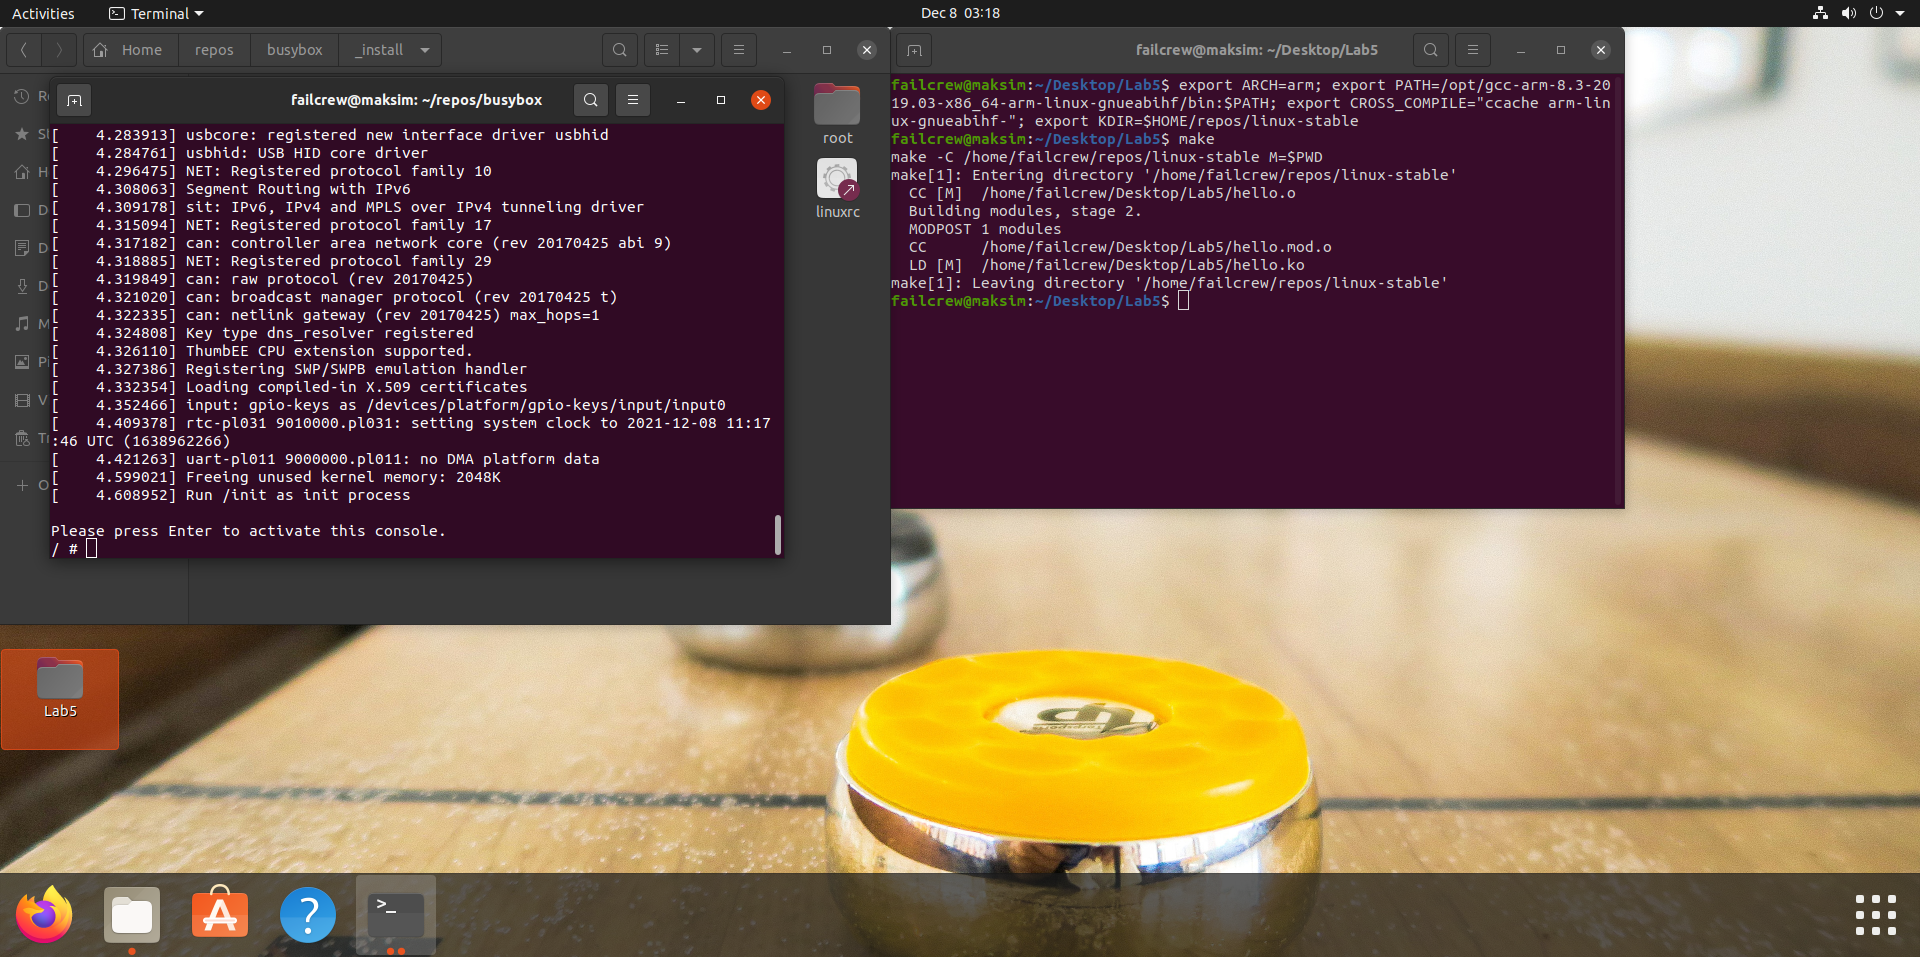 Activities
Terminal
Dec 8 03:18
Home
repos
busybox
_install
failcrew@maksim: ~/Desktop/Lab5
failcrew@maksim: ~/repos/busybox
[    4.283913] usbcore: registered new interface driver usbhid
[    4.284761] usbhid: USB HID core driver
[    4.296475] NET: Registered protocol family 10
[    4.308063] Segment Routing with IPv6
[    4.309178] sit: IPv6, IPv4 and MPLS over IPv4 tunneling driver
[    4.315094] NET: Registered protocol family 17
[    4.317182] can: controller area network core (rev 20170425 abi 9)
[    4.318885] NET: Registered protocol family 29
[    4.319849] can: raw protocol (rev 20170425)
[    4.321020] can: broadcast manager protocol (rev 20170425 t)
[    4.322335] can: netlink gateway (rev 20170425) max_hops=1
[    4.324808] Key type dns_resolver registered
[    4.326110] ThumbEE CPU extension supported.
[    4.327386] Registering SWP/SWPB emulation handler
[    4.332354] Loading compiled-in X.509 certificates
[    4.352466] input: gpio-keys as /devices/platform/gpio-keys/input/input0
[    4.409378] rtc-pl031 9010000.pl031: setting system clock to 2021-12-08 11:17
:46 UTC (1638962266)
[    4.421263] uart-pl011 9000000.pl011: no DMA platform data
[    4.599021] Freeing unused kernel memory: 2048K
[    4.608952] Run /init as init process
Please press Enter to activate this console.
/ #
root
linuxrc
failcrew@maksim:~/Desktop/Lab5$ export ARCH=arm; export PATH=/opt/gcc-arm-8.3-20
19.03-x86_64-arm-linux-gnueabihf/bin:$PATH; export CROSS_COMPILE="ccache arm-lin
ux-gnueabihf-"; export KDIR=$HOME/repos/linux-stable
failcrew@maksim:~/Desktop/Lab5$ make
make -C /home/failcrew/repos/linux-stable M=$PWD
make[1]: Entering directory '/home/failcrew/repos/linux-stable'
  CC [M]  /home/failcrew/Desktop/Lab5/hello.o
  Building modules, stage 2.
  MODPOST 1 modules
  CC      /home/failcrew/Desktop/Lab5/hello.mod.o
  LD [M]  /home/failcrew/Desktop/Lab5/hello.ko
make[1]: Leaving directory '/home/failcrew/repos/linux-stable'
failcrew@maksim:~/Desktop/Lab5$
Lab5